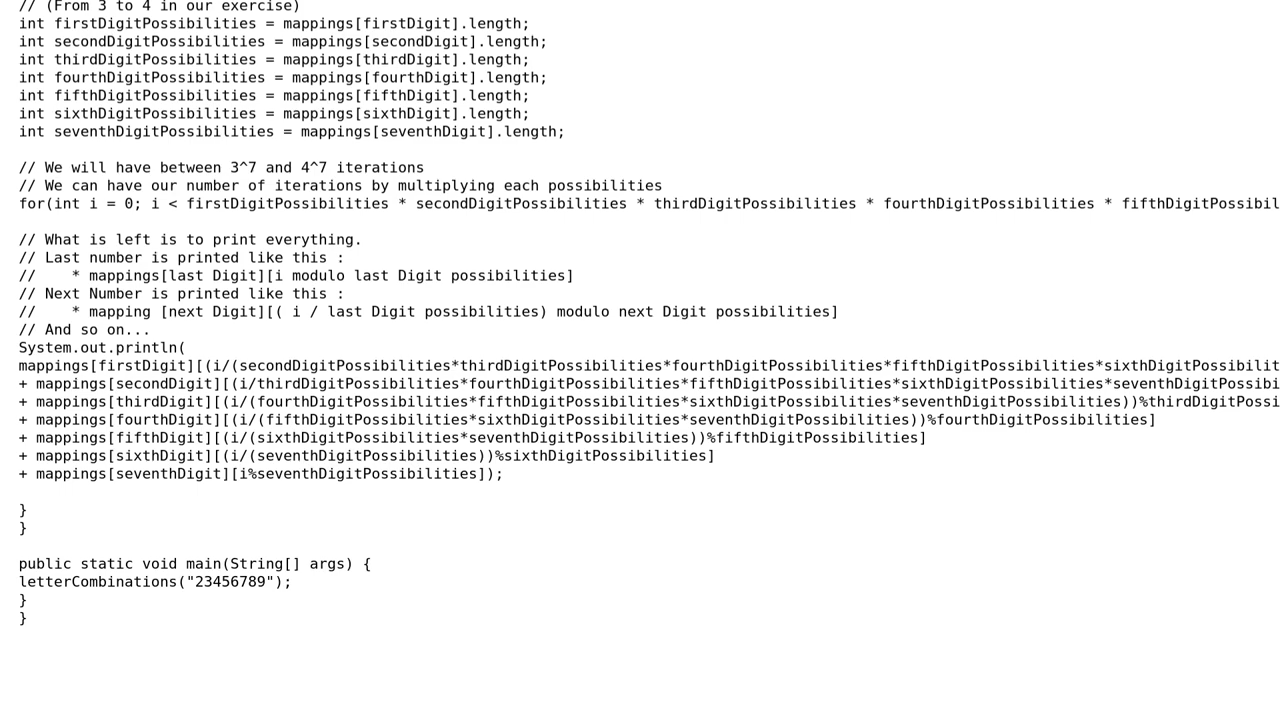 // (From 3 to 4 in our exercise)
int firstDigitPossibilities = mappings[firstDigit].length;
int secondDigitPossibilities = mappings[secondDigit].length;
int thirdDigitPossibilities = mappings[thirdDigit].length;
int fourthDigitPossibilities = mappings[fourthDigit].length;
int fifthDigitPossibilities = mappings[fifthDigit].length;
int sixthDigitPossibilities = mappings[sixthDigit].length;
int seventhDigitPossibilities = mappings[seventhDigit].length;
// We will have between 3^7 and 4^7 iterations
// We can have our number of iterations by multiplying each possibilities
for(int i = 0; i < firstDigitPossibilities * secondDigitPossibilities * thirdDigitPossibilities * fourthDigitPossibilities * fifthDigitPossibil
// What is left is to print everything.
// Last number is printed like this :
//    * mappings[last Digit][i modulo last Digit possibilities]
// Next Number is printed like this :
//    * mapping [next Digit][( i / last Digit possibilities) modulo next Digit possibilities]
// And so on...
System.out.println(
mappings[firstDigit][(i/(secondDigitPossibilities*thirdDigitPossibilities*fourthDigitPossibilities*fifthDigitPossibilities*sixthDigitPossibilit
+ mappings[secondDigit][(i/thirdDigitPossibilities*fourthDigitPossibilities*fifthDigitPossibilities*sixthDigitPossibilities*seventhDigitPossibi
+ mappings[thirdDigit][(i/(fourthDigitPossibilities*fifthDigitPossibilities*sixthDigitPossibilities*seventhDigitPossibilities))%thirdDigitPossi
+ mappings[fourthDigit][(i/(fifthDigitPossibilities*sixthDigitPossibilities*seventhDigitPossibilities))%fourthDigitPossibilities]
+ mappings[fifthDigit][(i/(sixthDigitPossibilities*seventhDigitPossibilities))%fifthDigitPossibilities]
+ mappings[sixthDigit][(i/(seventhDigitPossibilities))%sixthDigitPossibilities]
+ mappings[seventhDigit][i%seventhDigitPossibilities]);
}
}
public static void main(String[] args) {
letterCombinations("23456789");
}
}